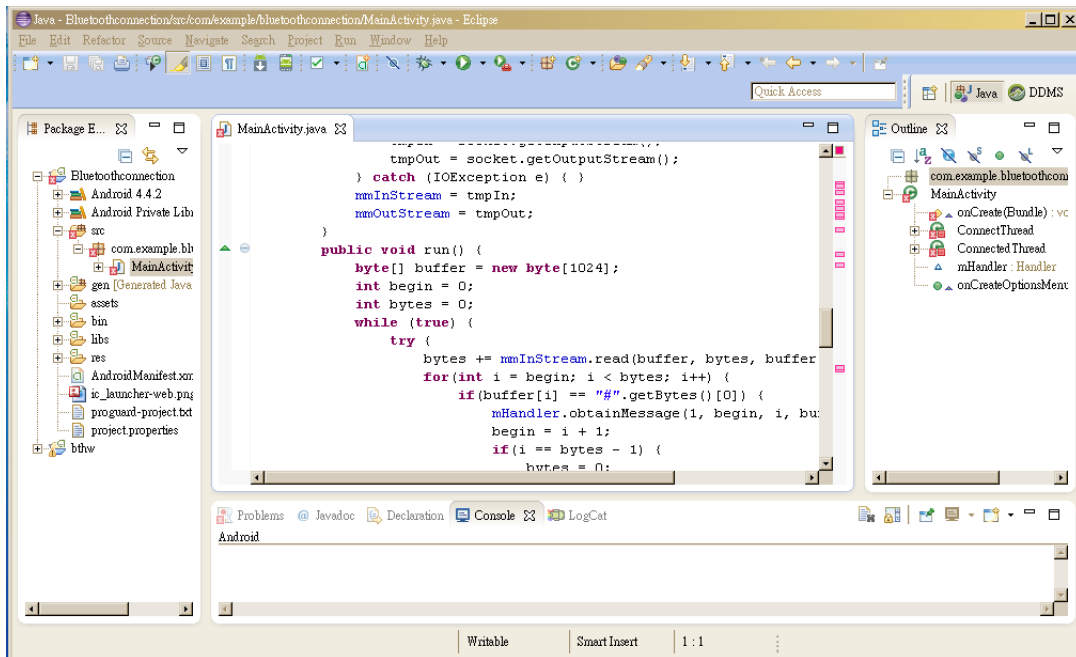 Java - Bluetoothconnection/src/com/example/bluetoothconnection/MainActivity.java - Eclipse
File Edit Refactor Source Navigate Search Project Run Window Help
Quick Access
Java
DDMS
Package E...
Bluetoothconnection
Android 4.4.2
Android Private Libr
src
com.example.blu
MainActivity
gen [Generated Java
assets
bin
libs
res
AndroidManifest.xm
ic_launcher-web.png
proguard-project.txt
project.properties
bthw
MainActivity.java
tmpIn = socket.getInputStream();
tmpOut = socket.getOutputStream();
} catch (IOException e) { }
mmInStream = tmpIn;
mmOutStream = tmpOut;
}
public void run() {
byte[] buffer = new byte[1024];
int begin = 0;
int bytes = 0;
while (true) {
try {
bytes += mmInStream.read(buffer, bytes, buffer
for(int i = begin; i < bytes; i++) {
if(buffer[i] == "#".getBytes()[0]) {
mHandler.obtainMessage(1, begin, i, bu
begin = i + 1;
if(i == bytes - 1) {
bytes = 0;
Outline
com.example.bluetoothcon
MainActivity
onCreate(Bundle) : vo
ConnectThread
ConnectedThread
mHandler : Handler
onCreateOptionsMenu
Problems @ Javadoc Declaration Console LogCat
Android
Writable Smart Insert 1 : 1